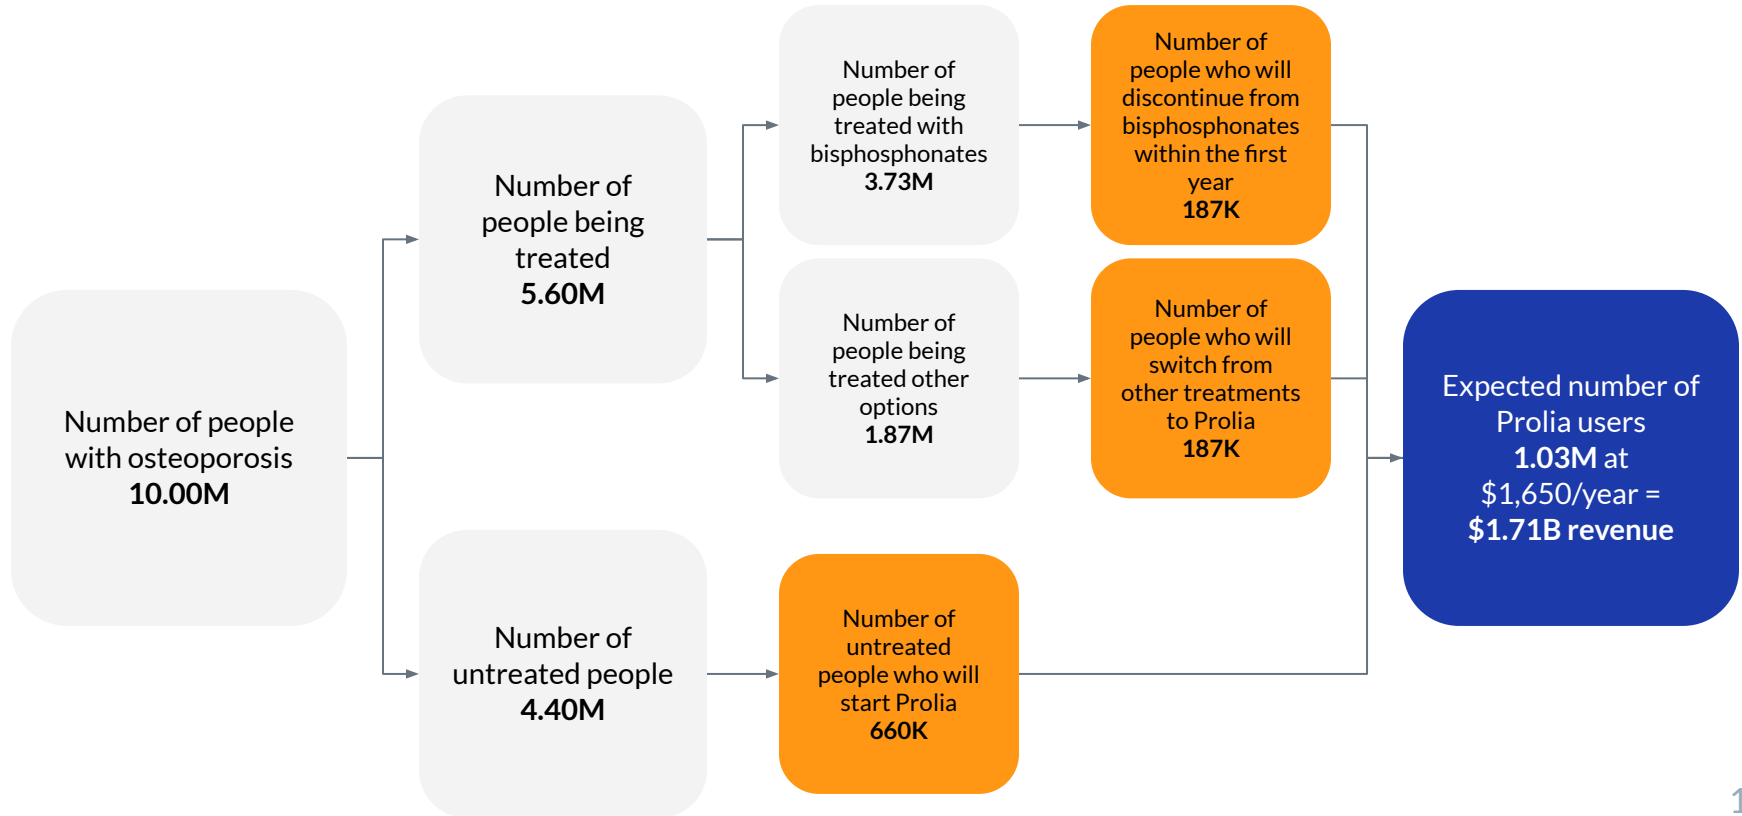 Number of people
with osteoporosis
10.00M
Number of
people being
treated
5.60M
Number of
untreated people
4.40M
Number of
people being
treated with
bisphosphonates
3.73M
Number of
people being
treated other
options
1.87M
Number of
untreated
people who will
start Prolia
660K
Number of
people who will
discontinue from
bisphosphonates
within the first
year
187K
Number of
people who will
switch from
other treatments
to Prolia
187K
Expected number of
Prolia users
1.03M at
$1,650/year =
$1.71B revenue
1